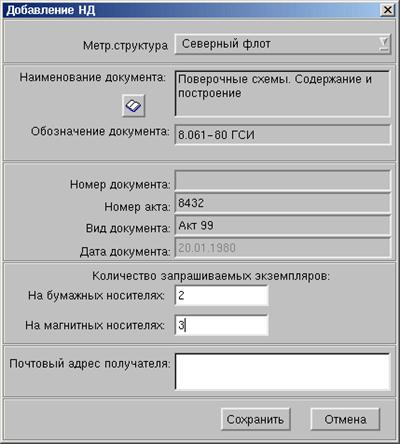 Добавление НД
Метр.структура Северный флот
Наименование документа: Поверочные схемы. Содержание и
построение
Обозначение документа: 8.061-80 ГСИ
Номер документа:
Номер акта: 8432
Вид документа: Акт 99
Дата документа: 20.01.1980
Количество запрашиваемых экземпляров:
На бумажных носителях: 2
На магнитных носителях: 3
Почтовый адрес получателя:
Сохранить Отмена